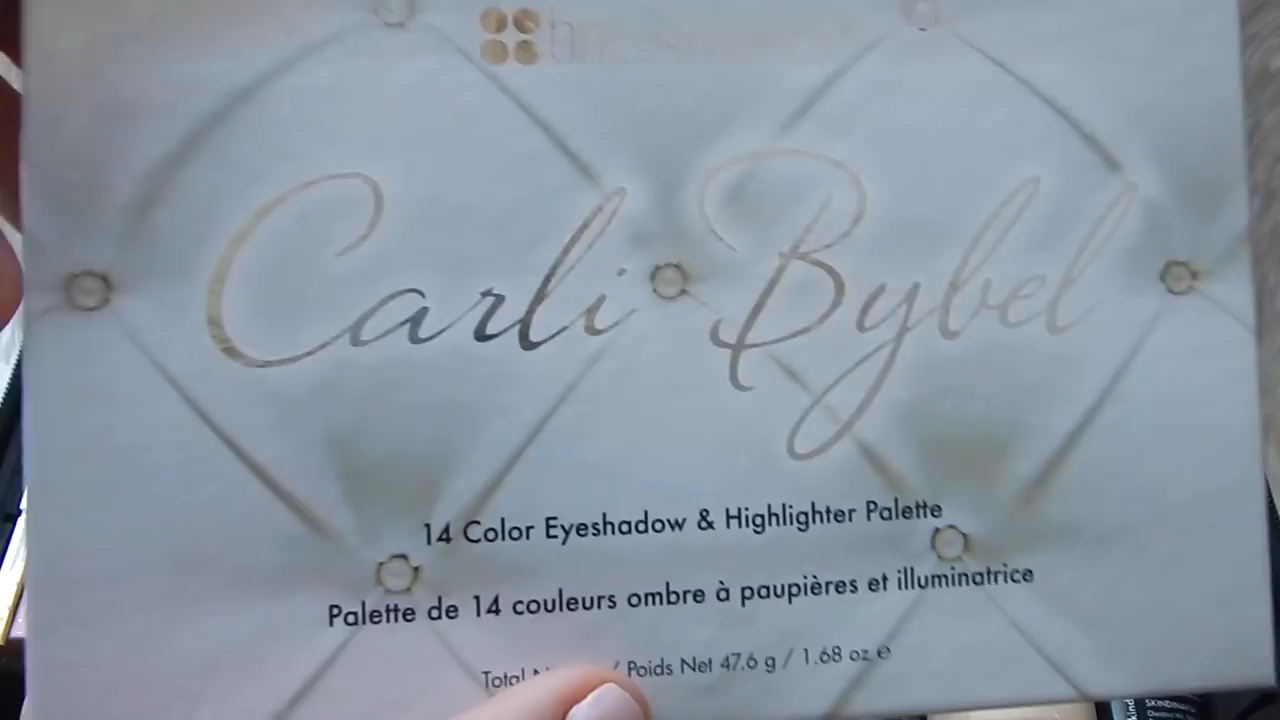 Carli Bybel
14 Color Eyeshadow & Highlighter Palette
Palette de 14 couleurs ombre à paupières et illuminatrice
Total / Poids Net 47.6 g / 1.68 oz e